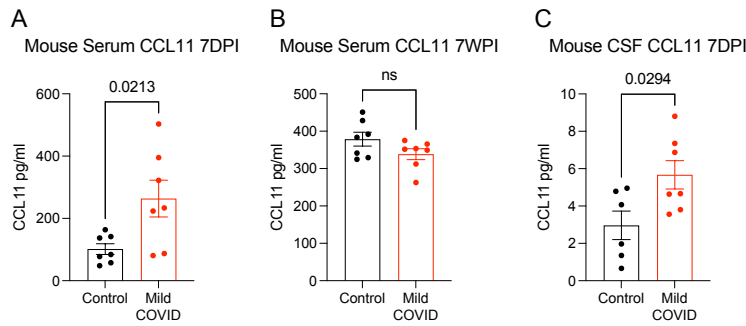 A
Mouse Serum CCL11 7DPI
0.0213
600
400
200
0
CCL11 pg/ml
Control
Mild
COVID
B
Mouse Serum CCL11 7WPI
ns
500
400
300
200
100
0
CCL11 pg/ml
Control
Mild
COVID
C
Mouse CSF CCL11 7DPI
0.0294
10
8
6
4
2
0
CCL11 pg/ml
Control
Mild
COVID